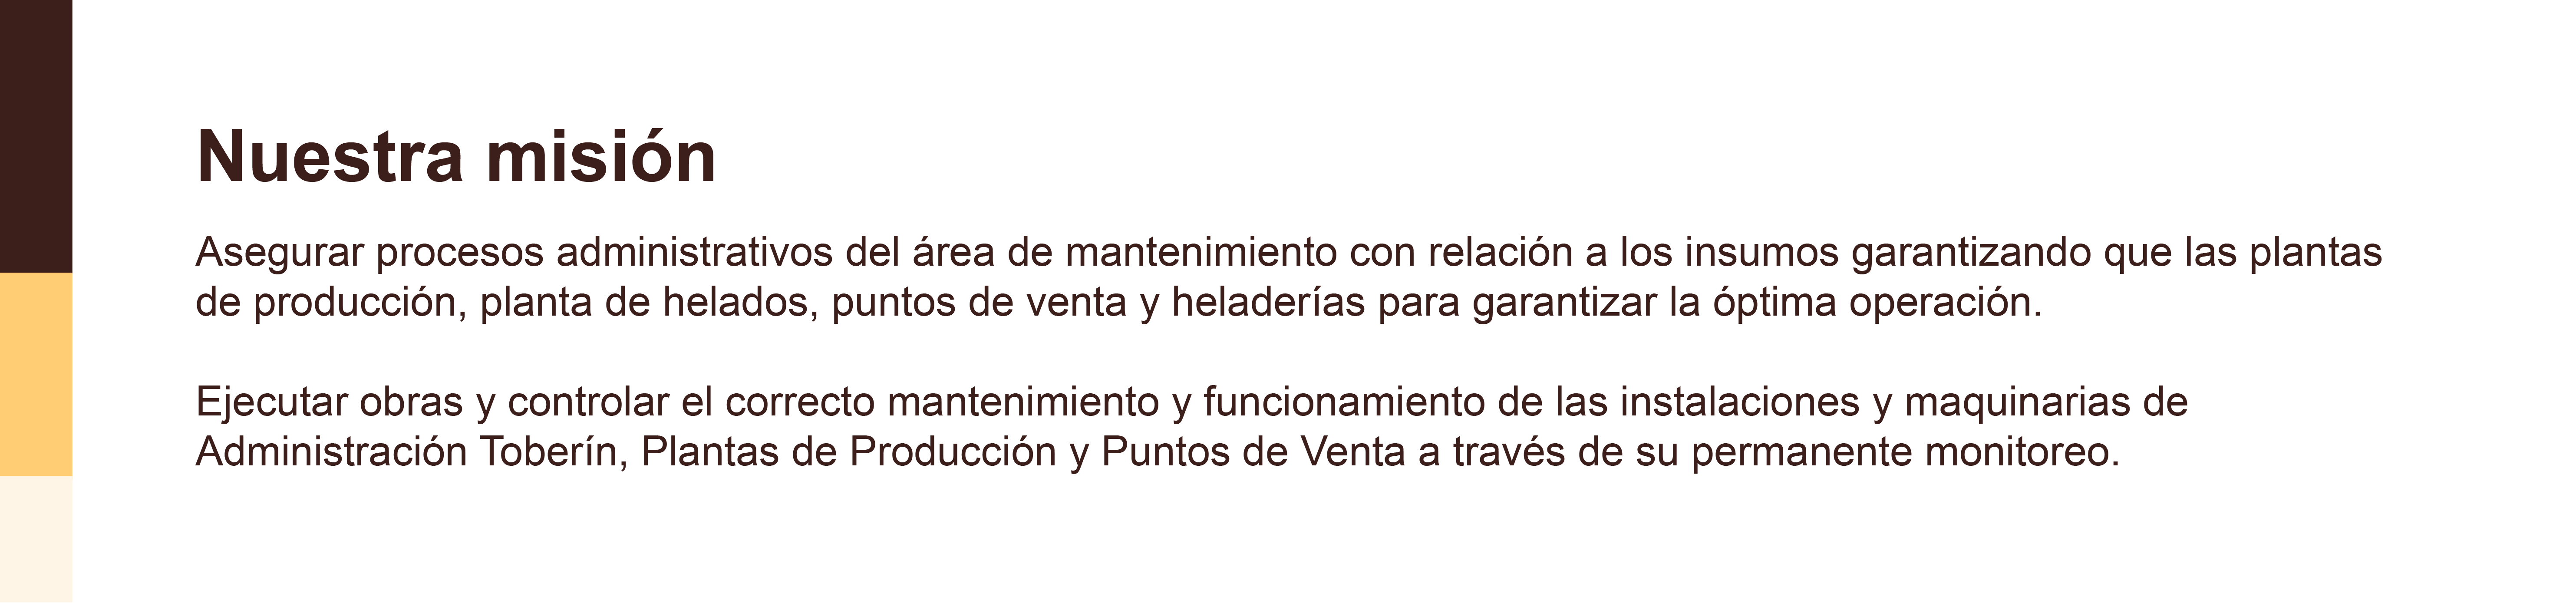 Nuestra misión
Asegurar procesos administrativos del área de mantenimiento con relación a los insumos garantizando que las plantas
de producción, planta de helados, puntos de venta y heladerías para garantizar la óptima operación.
Ejecutar obras y controlar el correcto mantenimiento y funcionamiento de las instalaciones y maquinarias de
Administración Toberín, Plantas de Producción y Puntos de Venta a través de su permanente monitoreo.